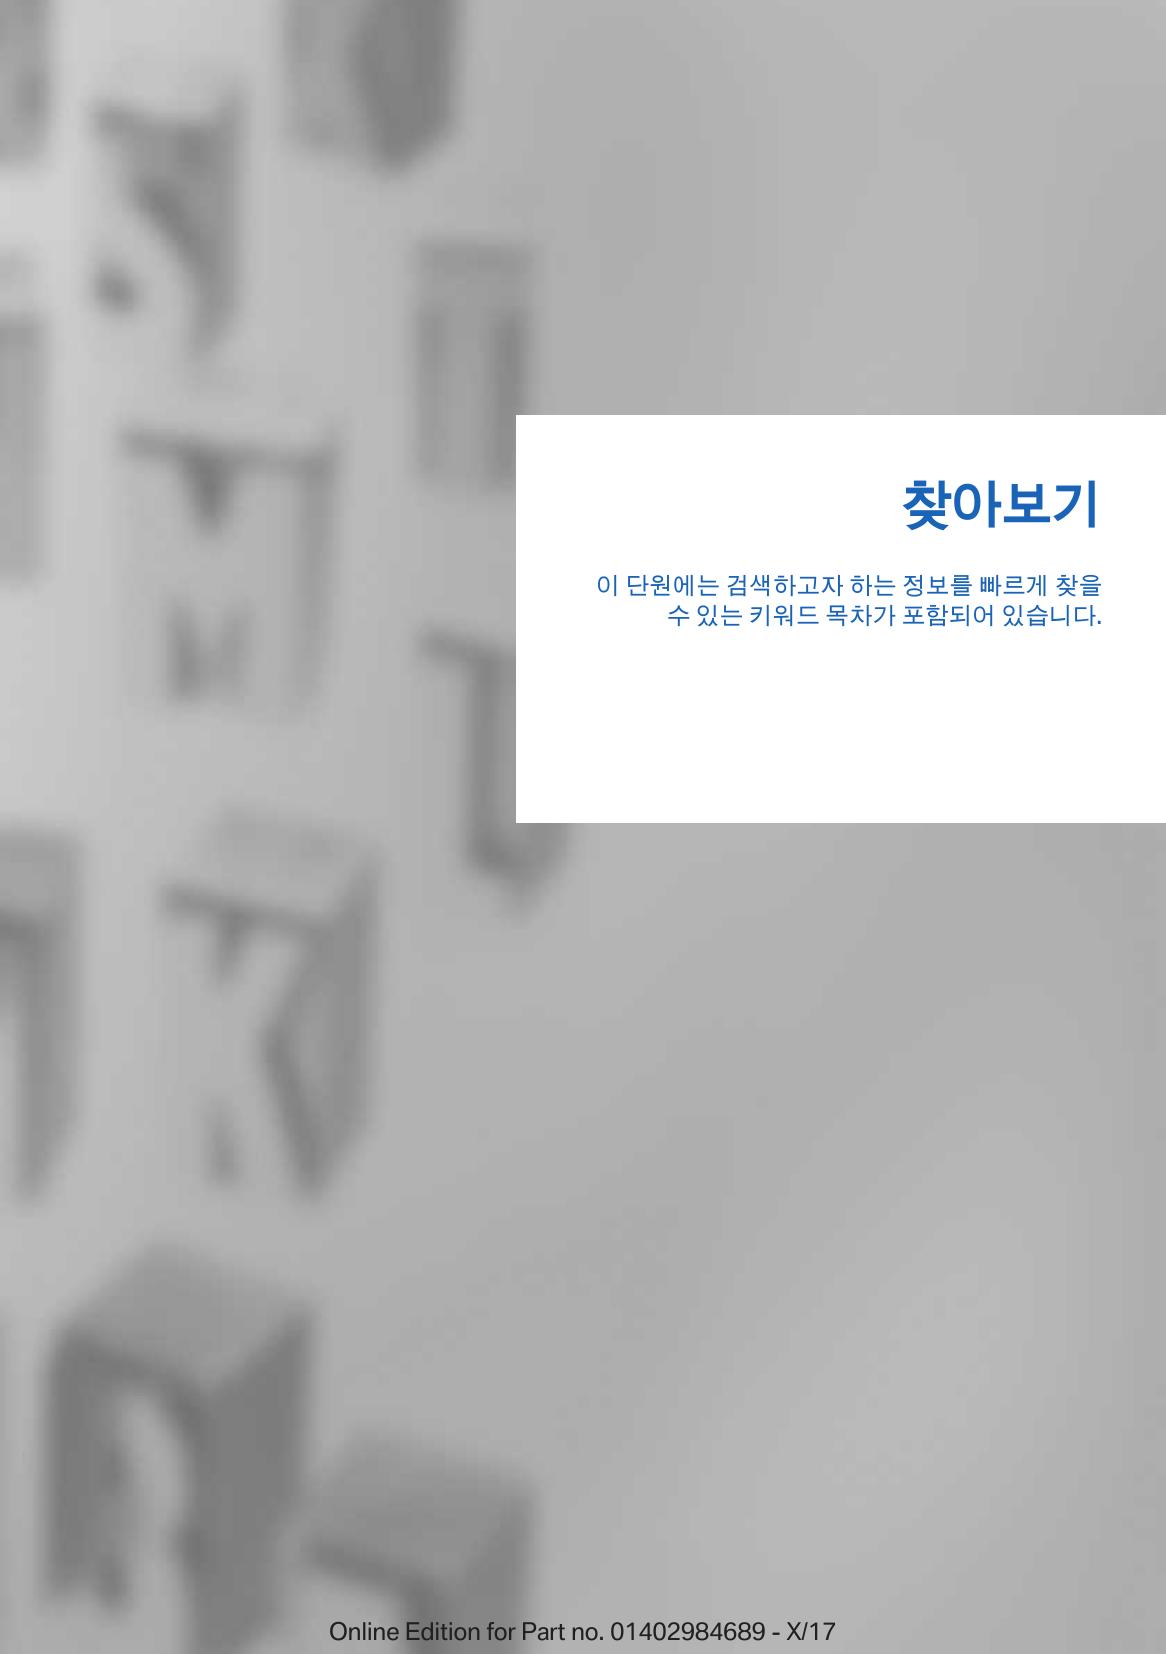 찾아보기
이 단원에는 검색하고자 하는 정보를 빠르게 찾을
수 있는 키워드 목차가 포함되어 있습니다.
Online Edition for Part no. 01402984689 - X/17